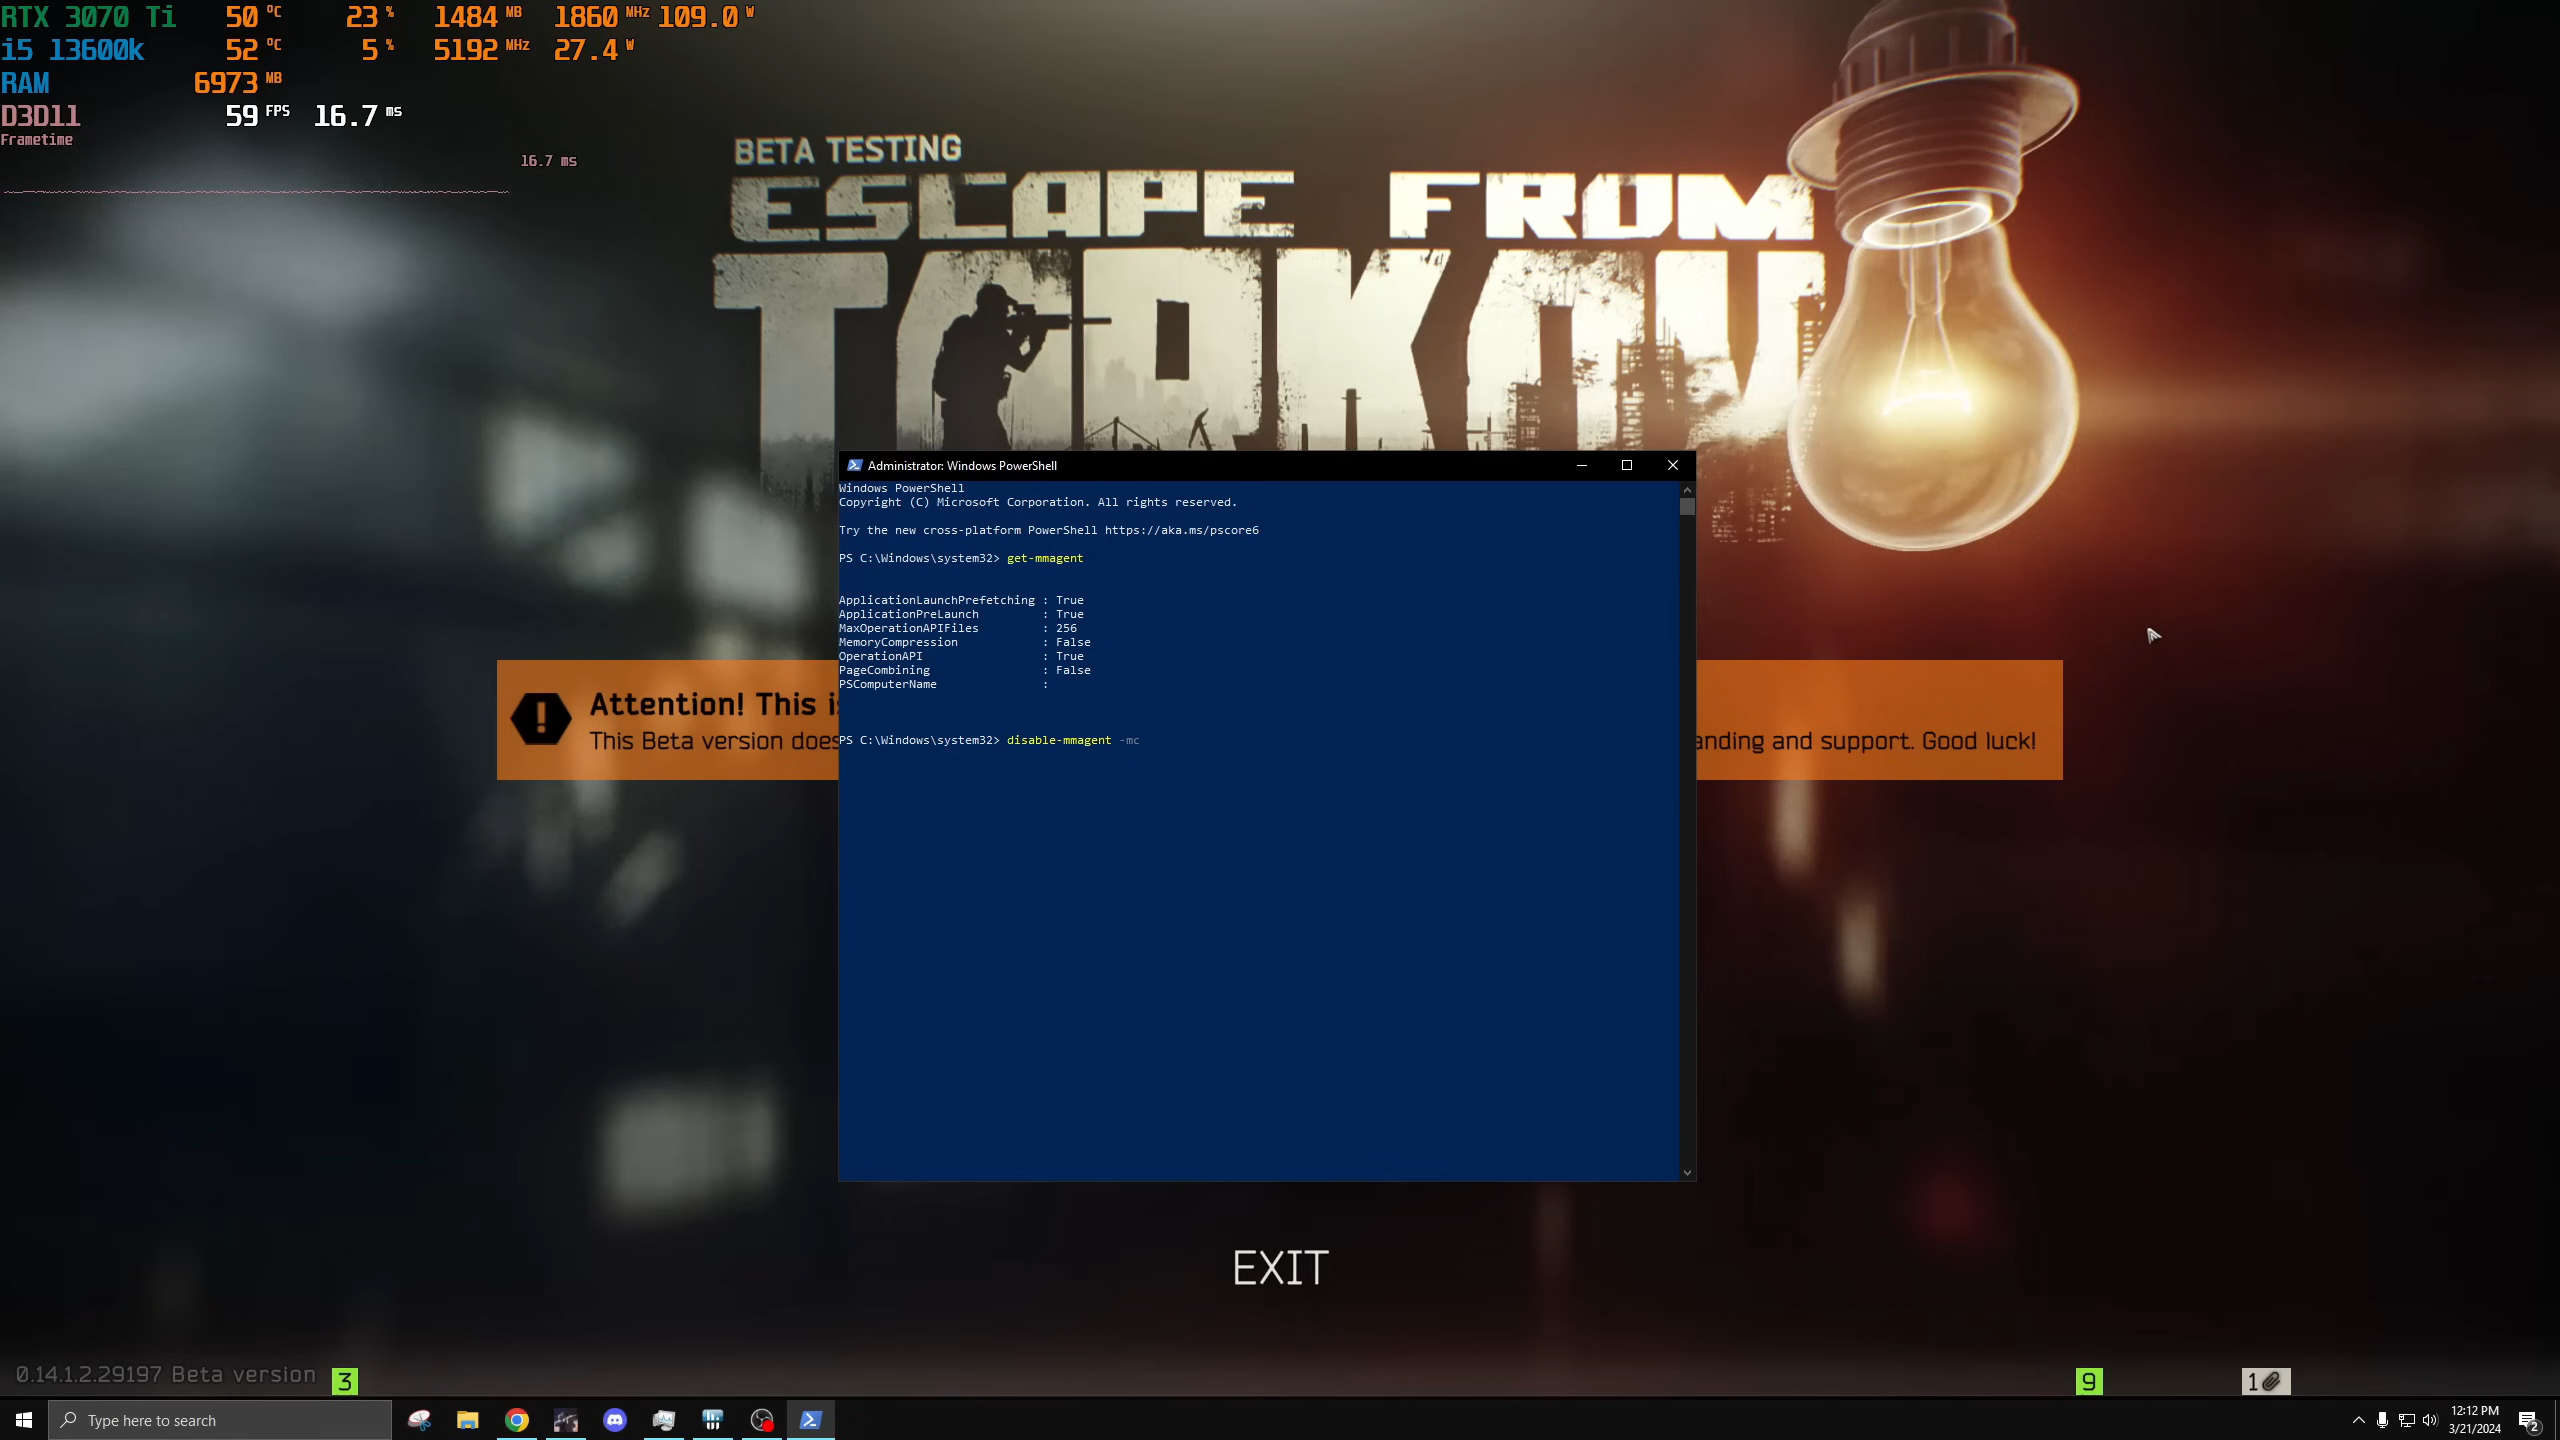 RTX 3070 Ti 50 °C 23 % 1484 MB 1860 MHz 109.0 W
i5 13600k 52 °C 5 % 5192 MHz 27.4 W
RAM 6973 MB
D3D11 59 FPS 16.7 ms
Frametime
16.7 ms
BETA TESTING
ESCAPE FROM
TARKOV
Administrator: Windows PowerShell
Windows PowerShell
Copyright (C) Microsoft Corporation. All rights reserved.
Try the new cross-platform PowerShell https://aka.ms/pscore6
PS C:\Windows\system32> get-mmagent
ApplicationLaunchPrefetching : True
ApplicationPreLaunch : True
MaxOperationAPIFiles : 256
MemoryCompression : False
OperationAPI : True
PageCombining : False
PSComputerName :
PS C:\Windows\system32> disable-mmagent -mc
Attention! This
This Beta version does
anding and support. Good luck!
EXIT
0.14.1.2.29197 Beta version 3
9
1
Type here to search
12:12 PM
3/21/2024
2